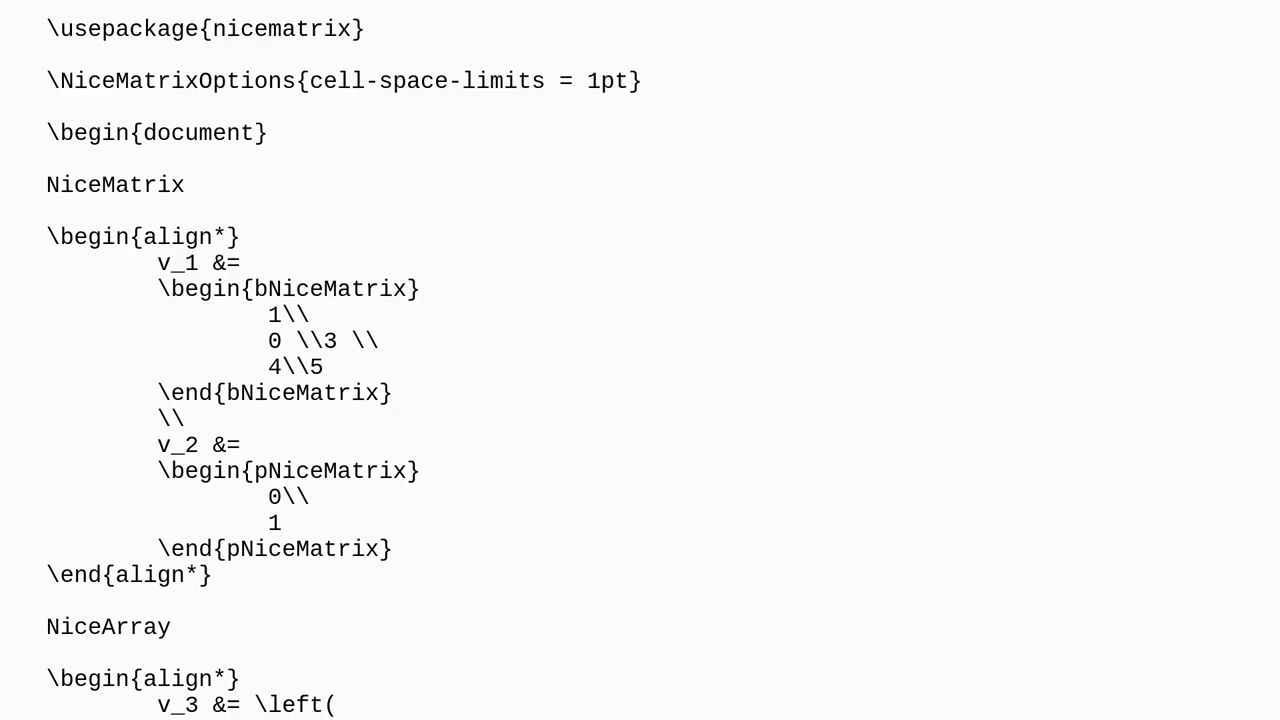 \usepackage{nicematrix}
\NiceMatrixOptions{cell-space-limits = 1pt}
\begin{document}
NiceMatrix
\begin{align*}
v_1 &=
\begin{bNiceMatrix}
1\\
0 \\3 \\
4\\5
\end{bNiceMatrix}
\\
v_2 &=
\begin{pNiceMatrix}
0\\
1
\end{pNiceMatrix}
\end{align*}
NiceArray
\begin{align*}
v_3 &= \left(